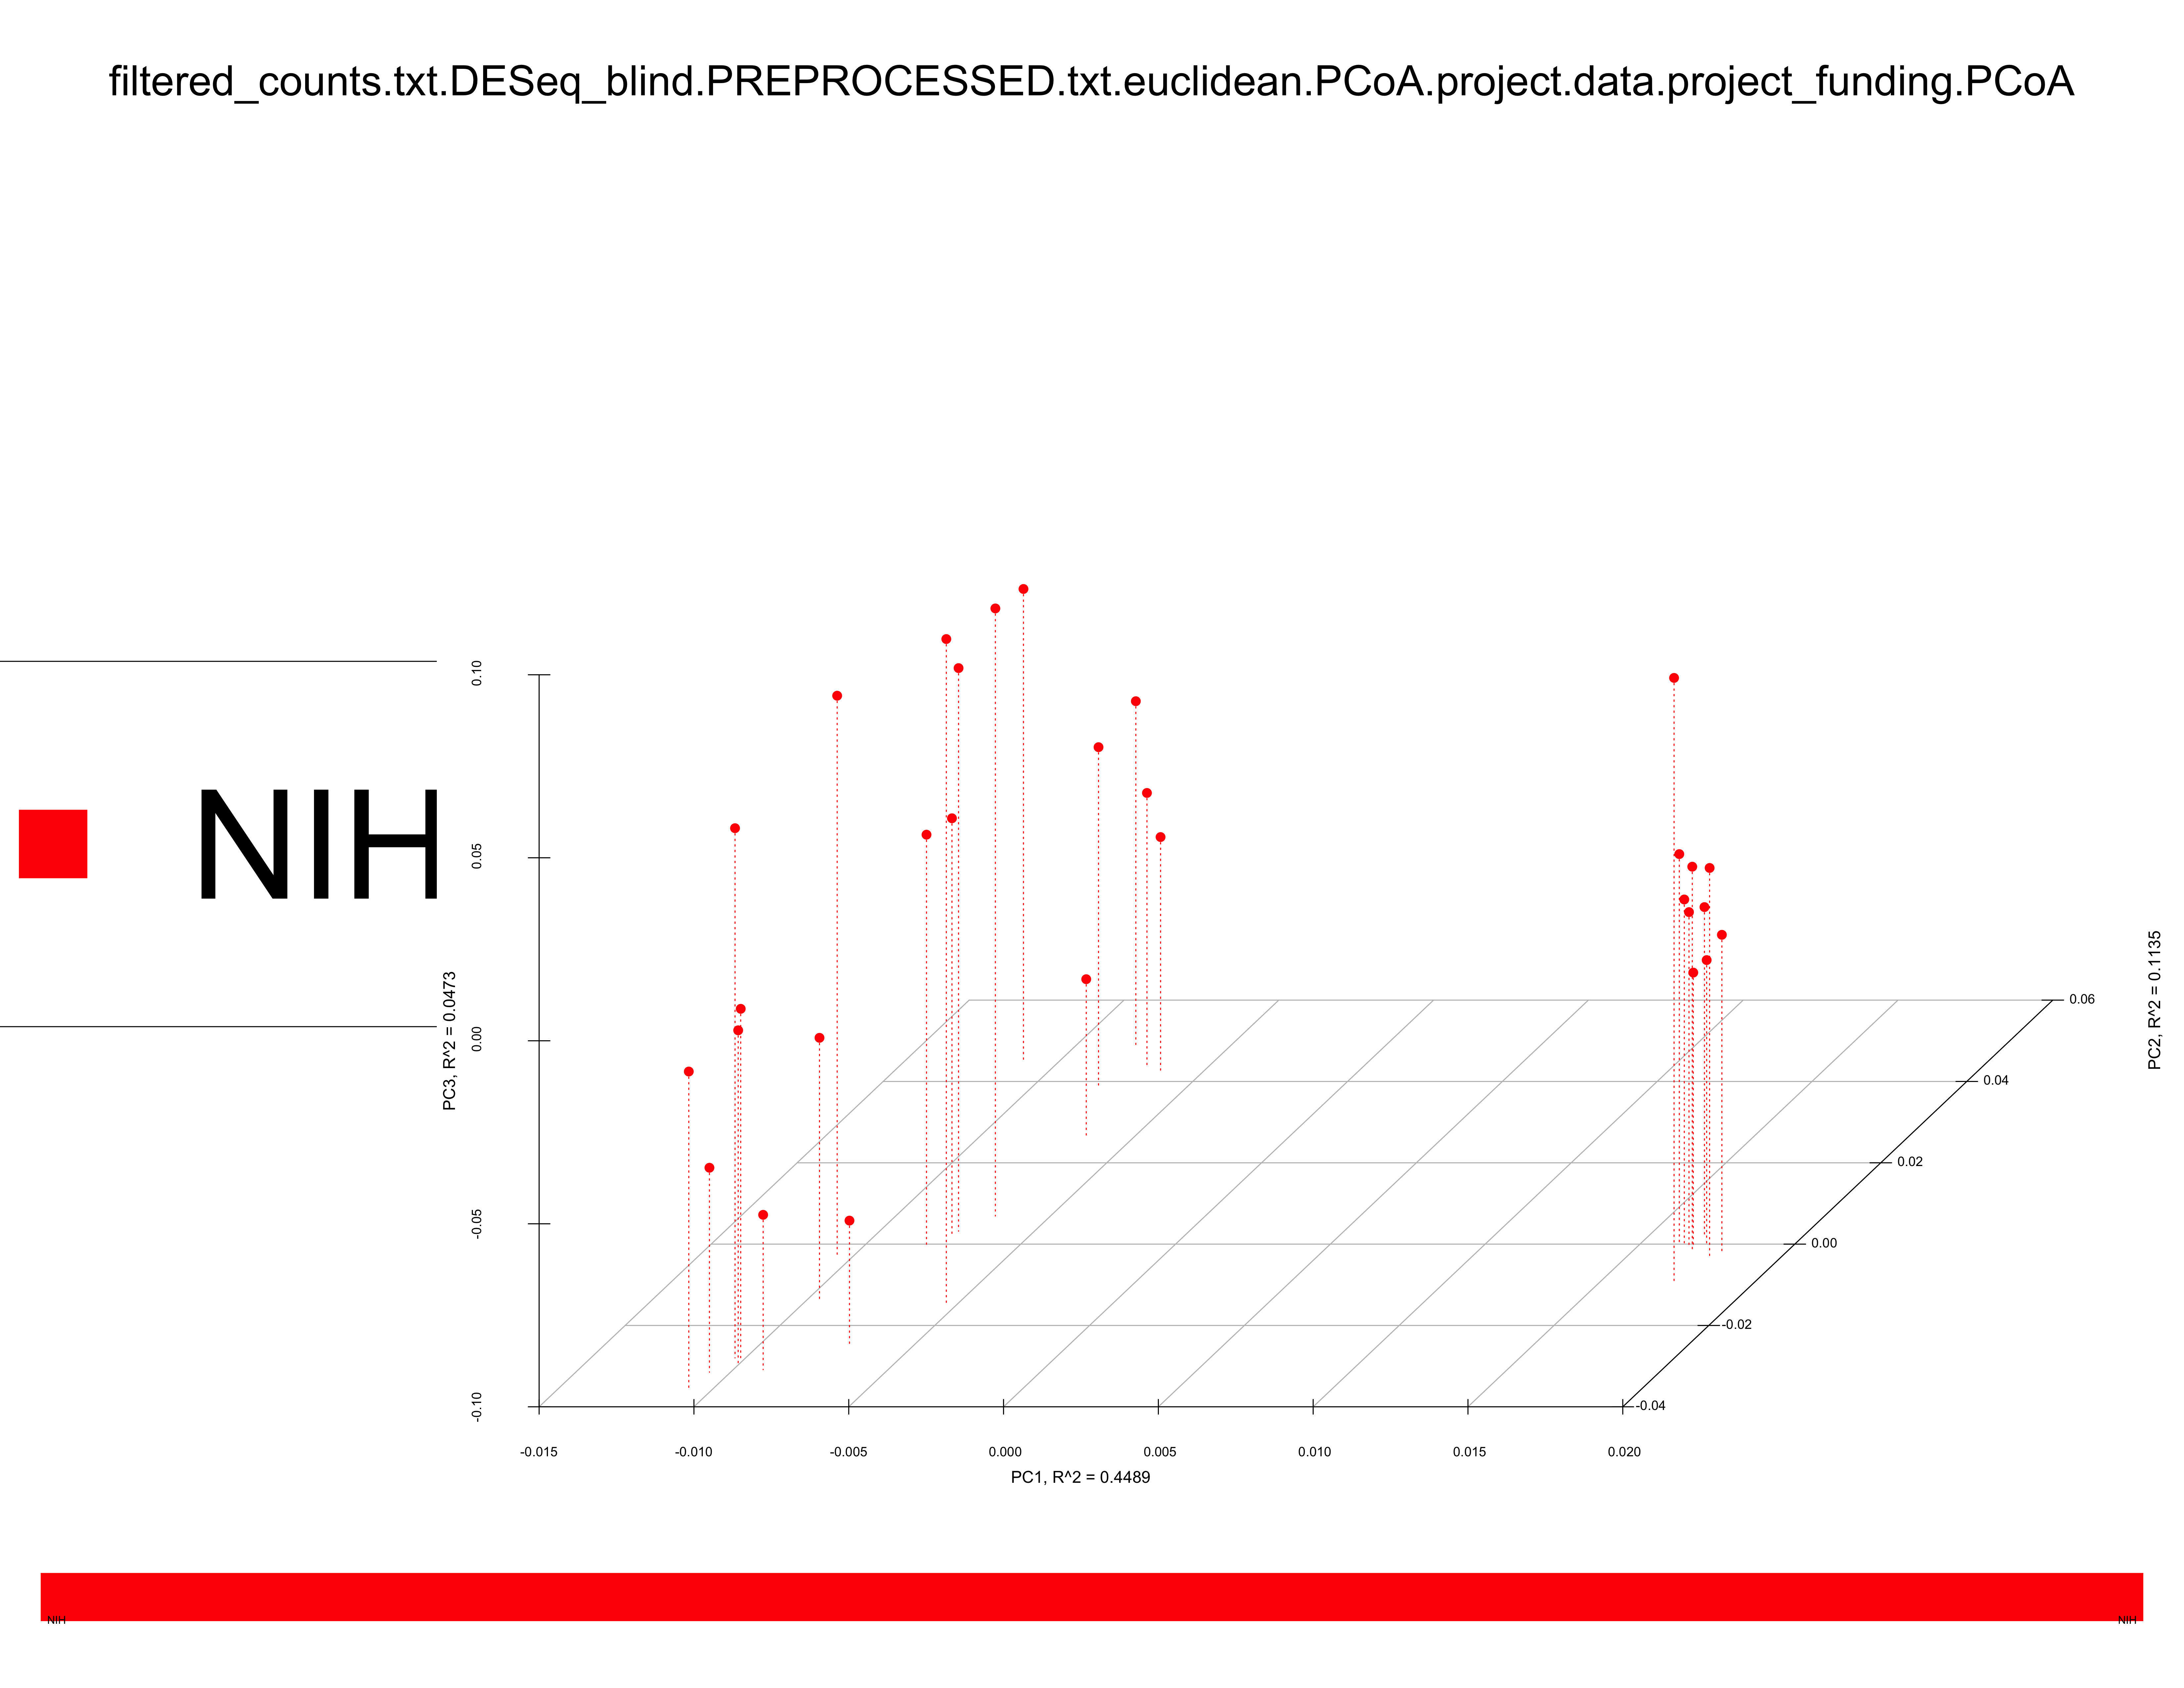 filtered_counts.txt.DESeq_blind.PREPROCESSED.txt.euclidean.PCoA.project.data.project_funding.PCoA
NIH
0.10
0.05
0.00
-0.05
-0.10
PC3, R^2 = 0.0473
0.06
0.04
0.02
0.00
-0.02
-0.04
PC2, R^2 = 0.1135
-0.015 -0.010 -0.005 0.000 0.005 0.010 0.015 0.020
PC1, R^2 = 0.4489
NIH NIH